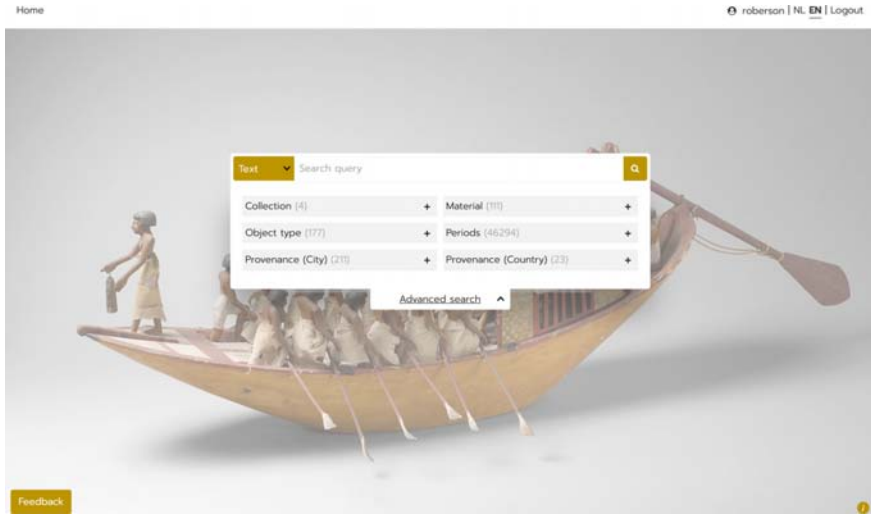 Home
roberson | NL EN | Logout
Text Search query
Collection (4) + Material (111) +
Object type (177) + Periods (46294) +
Provenance (City) (211) + Provenance (Country) (23) +
Advanced search
Feedback
i